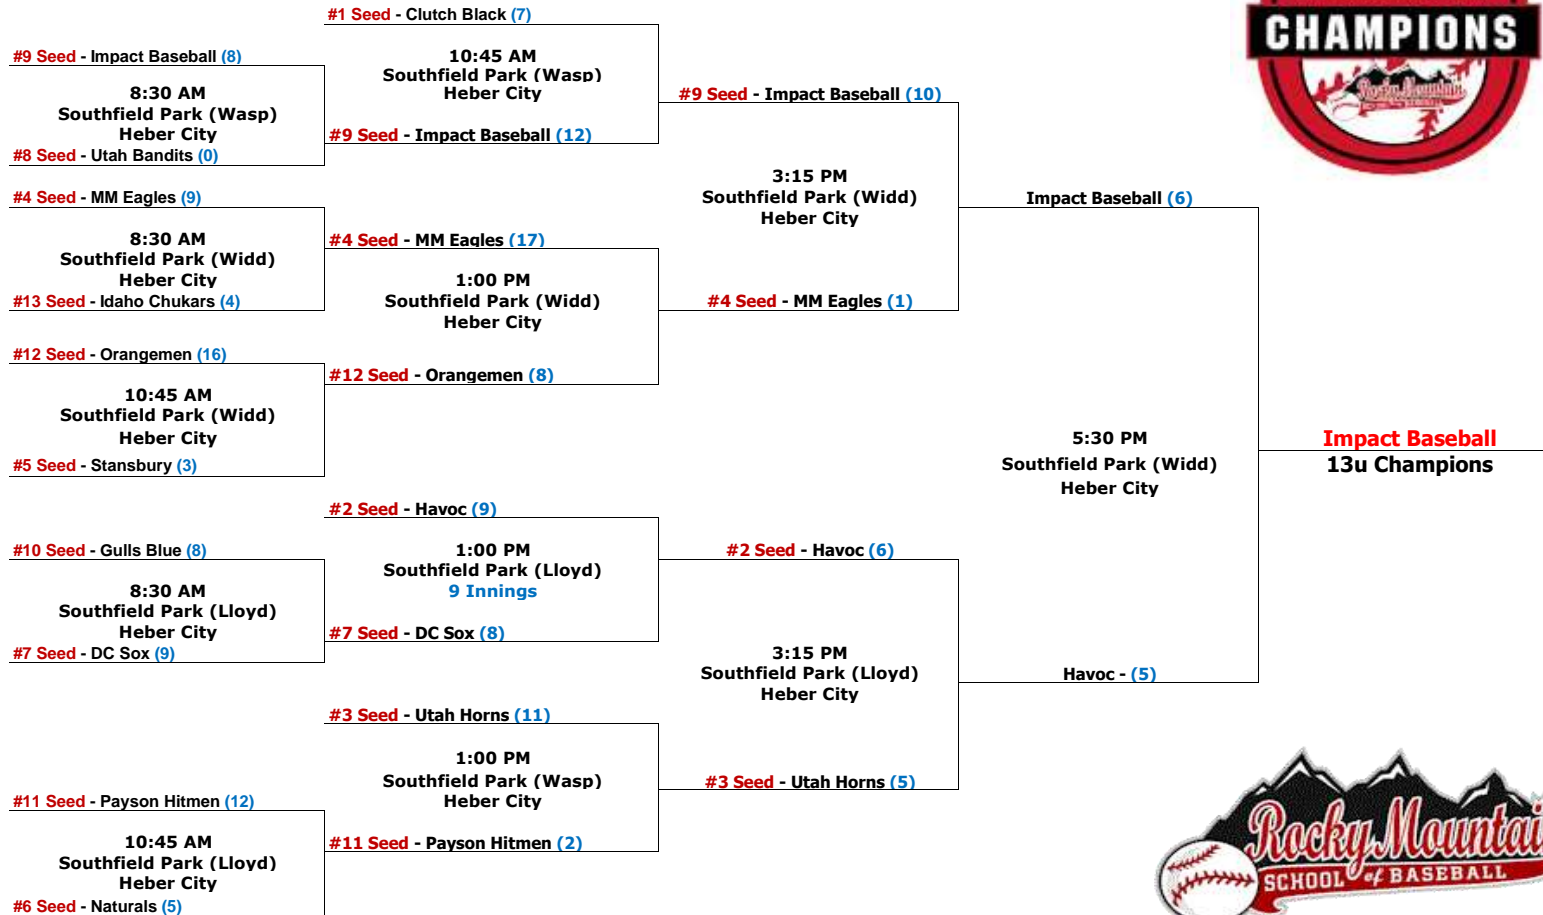 #1 Seed - Clutch Black (7)
#9 Seed - Impact Baseball (8)
10:45 AM
Southfield Park (Wasp)
Heber City
8:30 AM
Southfield Park (Wasp)
Heber City
#9 Seed - Impact Baseball (12)
#8 Seed - Utah Bandits (0)
#9 Seed - Impact Baseball (10)
CHAMPIONS
Rocky Mountain
#4 Seed - MM Eagles (9)
8:30 AM
Southfield Park (Widd)
Heber City
#13 Seed - Idaho Chukars (4)
#4 Seed - MM Eagles (17)
1:00 PM
Southfield Park (Widd)
Heber City
3:15 PM
Southfield Park (Widd)
Heber City
#4 Seed - MM Eagles (1)
Impact Baseball (6)
#12 Seed - Orangemen (16)
#12 Seed - Orangemen (8)
10:45 AM
Southfield Park (Widd)
Heber City
#5 Seed - Stansbury (3)
5:30 PM
Southfield Park (Widd)
Heber City
Impact Baseball
13u Champions
#2 Seed - Havoc (9)
#10 Seed - Gulls Blue (8)
1:00 PM
Southfield Park (Lloyd)
9 Innings
8:30 AM
Southfield Park (Lloyd)
Heber City
#7 Seed - DC Sox (8)
#7 Seed - DC Sox (9)
#2 Seed - Havoc (6)
3:15 PM
Southfield Park (Lloyd)
Heber City
Havoc - (5)
#3 Seed - Utah Horns (11)
1:00 PM
Southfield Park (Wasp)
Heber City
#3 Seed - Utah Horns (5)
#11 Seed - Payson Hitmen (12)
#11 Seed - Payson Hitmen (2)
10:45 AM
Southfield Park (Lloyd)
Heber City
#6 Seed - Naturals (5)
Rocky Mountai
SCHOOL of BASEBALL